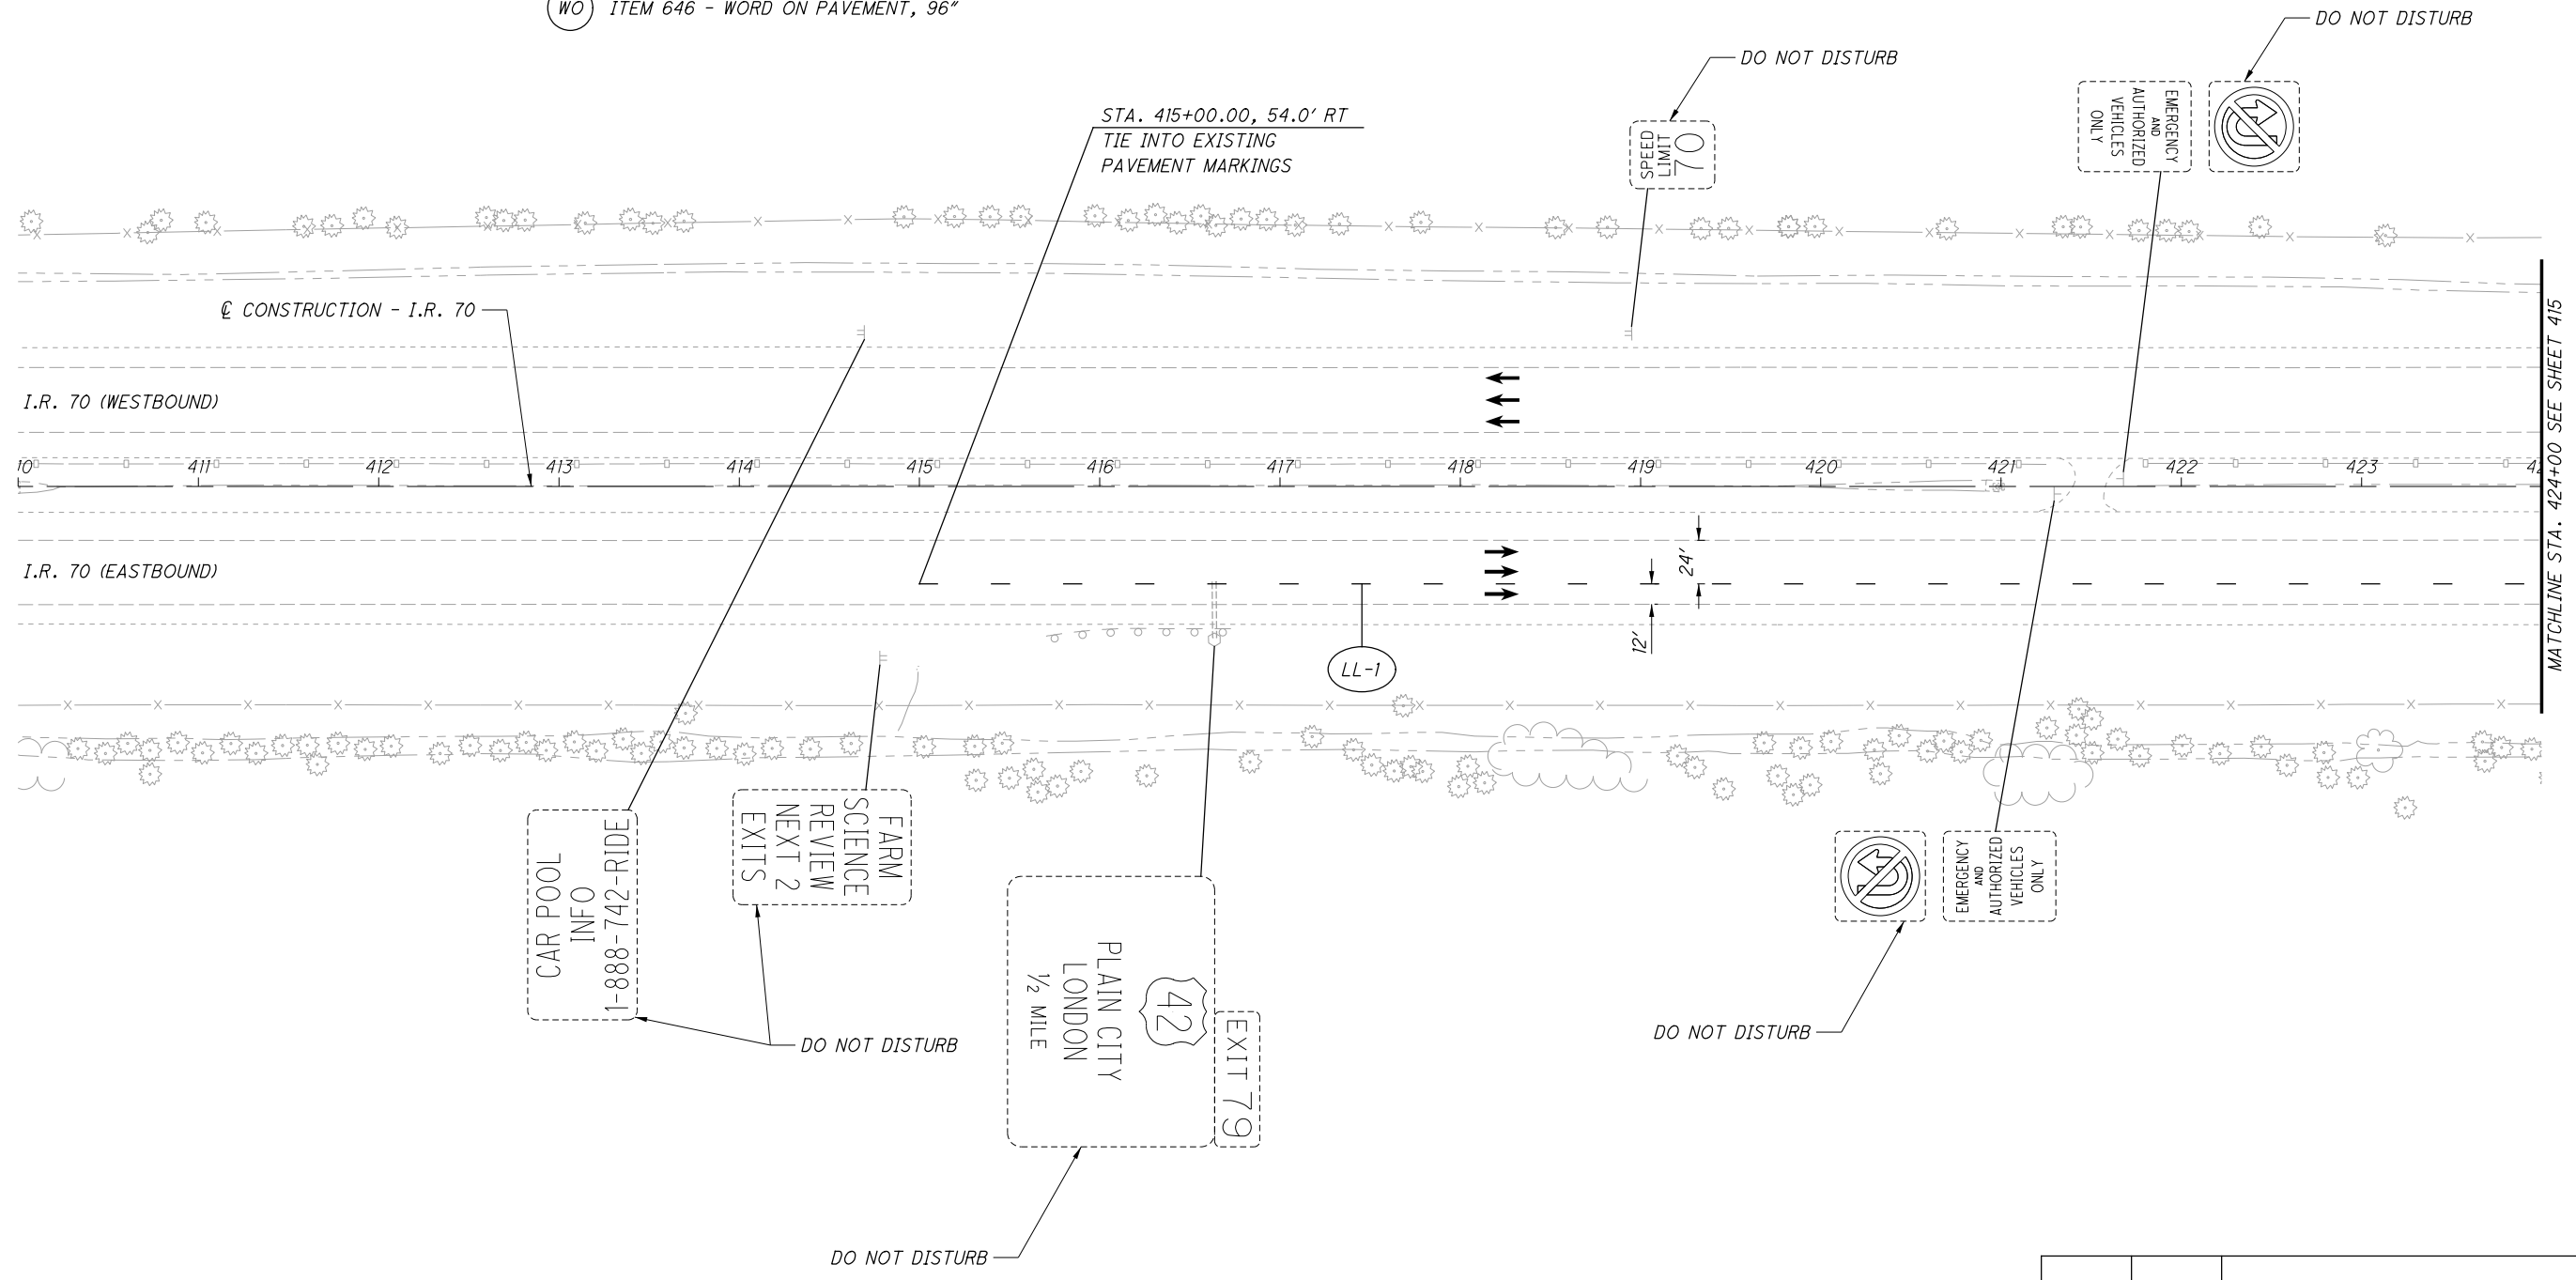 WO ITEM 646 - WORD ON PAVEMENT, 96"
DO NOT DISTURB
DO NOT DISTURB
STA. 415+00.00, 54.0' RT
TIE INTO EXISTING
PAVEMENT MARKINGS
SPEED
LIMIT
70
EMERGENCY
AND
AUTHORIZED
VEHICLES
ONLY
℄ CONSTRUCTION - I.R. 70
I.R. 70 (WESTBOUND)
10 411 412 413 414 415 416 417 418 419 420 421 422 423 42
I.R. 70 (EASTBOUND)
24'
12'
LL-1
MATCHLINE STA. 424+00 SEE SHEET 415
CAR POOL
INFO
1-888-742-RIDE
FARM
SCIENCE
REVIEW
NEXT 2
EXITS
DO NOT DISTURB
EXIT 79
42
PLAIN CITY
LONDON
½ MILE
DO NOT DISTURB
EMERGENCY
AND
AUTHORIZED
VEHICLES
ONLY
DO NOT DISTURB